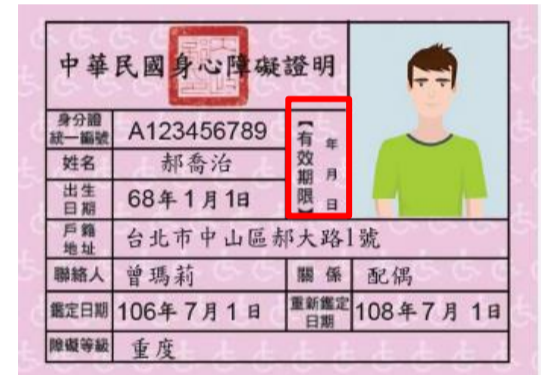 中華民國身心障礙證明
身分證統一編號 A123456789
【有效期限】 年 月 日
姓名 郝喬治
出生日期 68年1月1日
戶籍地址 台北市中山區郝大路1號
聯絡人 曾瑪莉 關係 配偶
鑑定日期 106年7月1日 重新鑑定日期 108年7月1日
障礙等級 重度